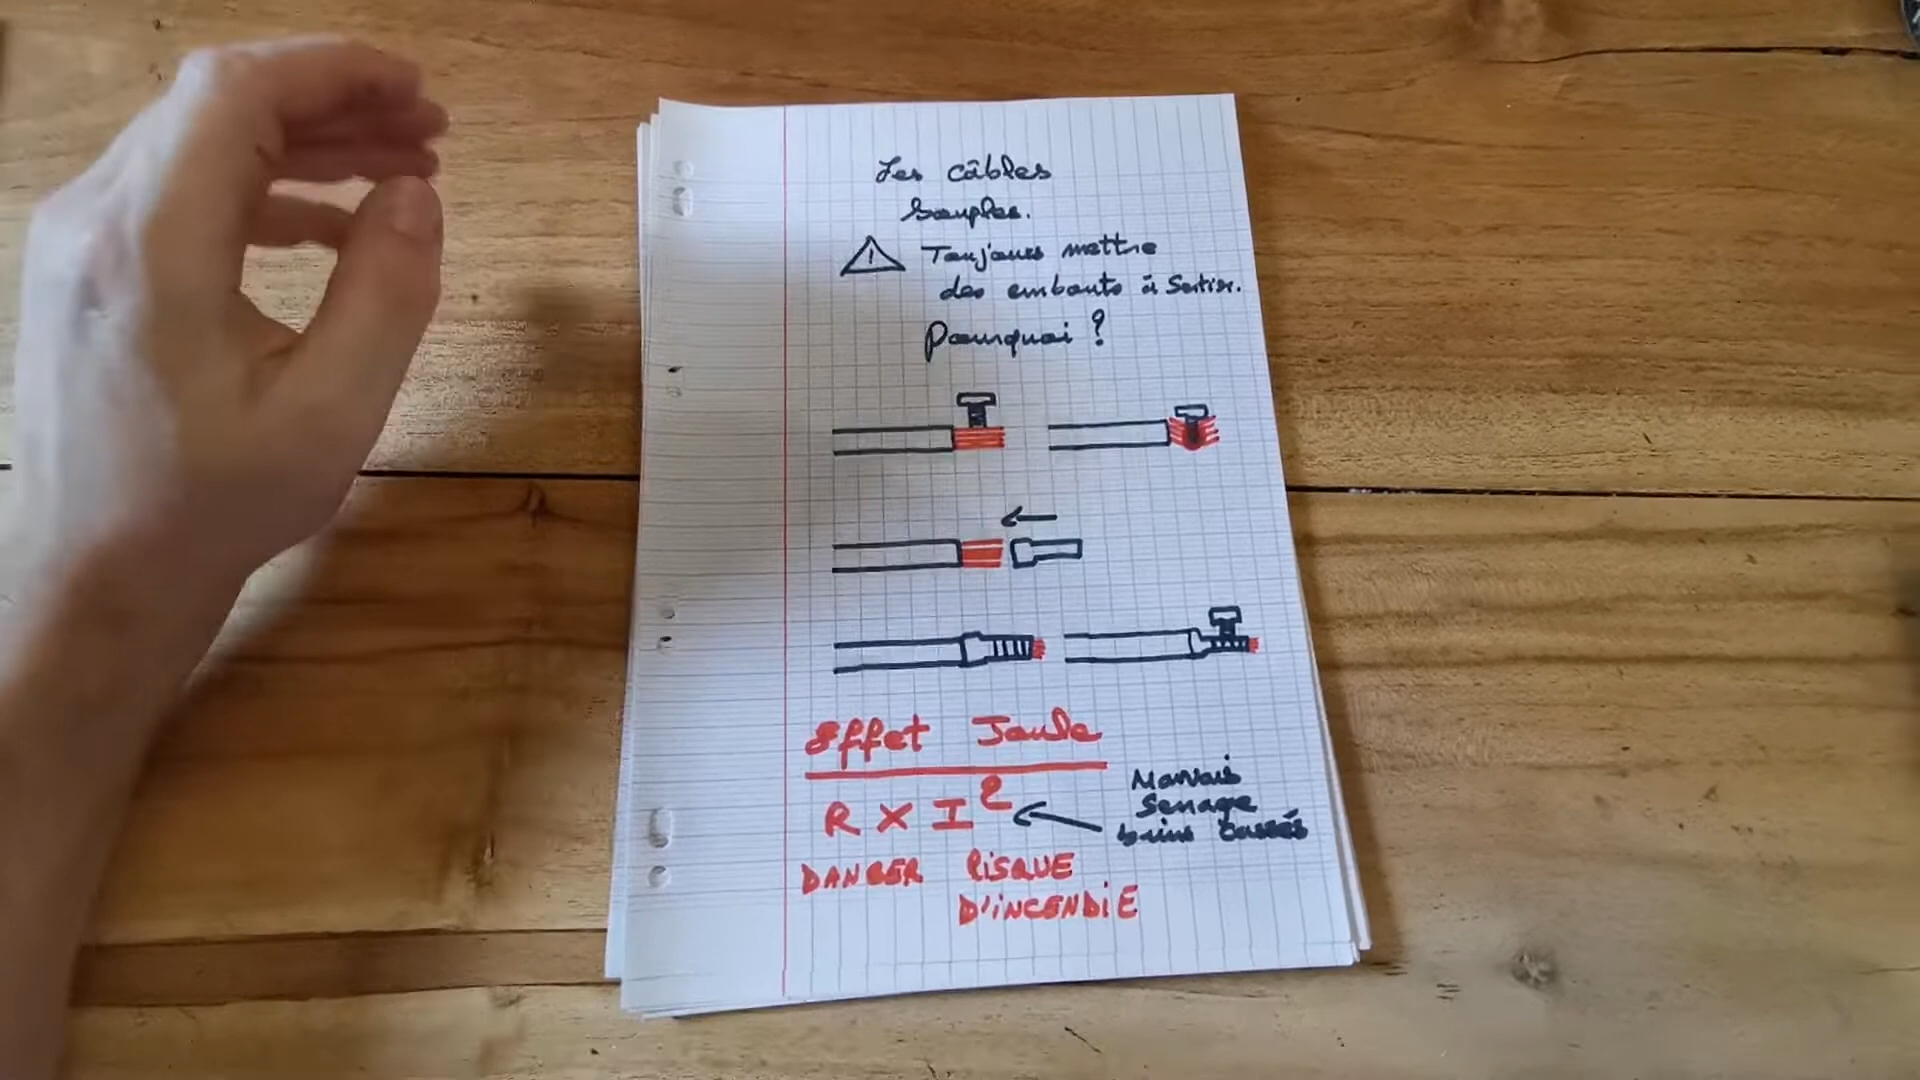 Les câbles
Souples.
Toujours mettre
des embouts à Sertir.
Pourquoi ?
Effet Joule
R X I²
Mauvais
Serrage
brins Cassés
DANGER RISQUE
D'iNCENDiE